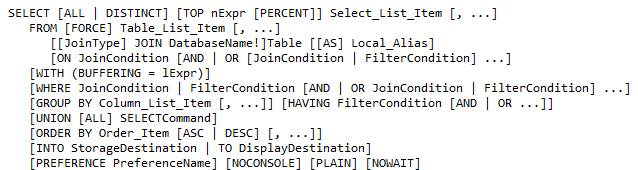 SELECT [ALL | DISTINCT] [TOP nExpr [PERCENT]] Select_List_Item [, ...]
FROM [FORCE] Table_List_Item [, ...]
[[JoinType] JOIN DatabaseName!]Table [[AS] Local_Alias]
[ON JoinCondition [AND | OR [JoinCondition | FilterCondition] ...]
[WITH (BUFFERING = lExpr)]
[WHERE JoinCondition | FilterCondition [AND | OR JoinCondition | FilterCondition] ...]
[GROUP BY Column_List_Item [, ...]] [HAVING FilterCondition [AND | OR ...]]
[UNION [ALL] SELECTCommand]
[ORDER BY Order_Item [ASC | DESC] [, ...]]
[INTO StorageDestination | TO DisplayDestination]
[PREFERENCE PreferenceName] [NOCONSOLE] [PLAIN] [NOWAIT]